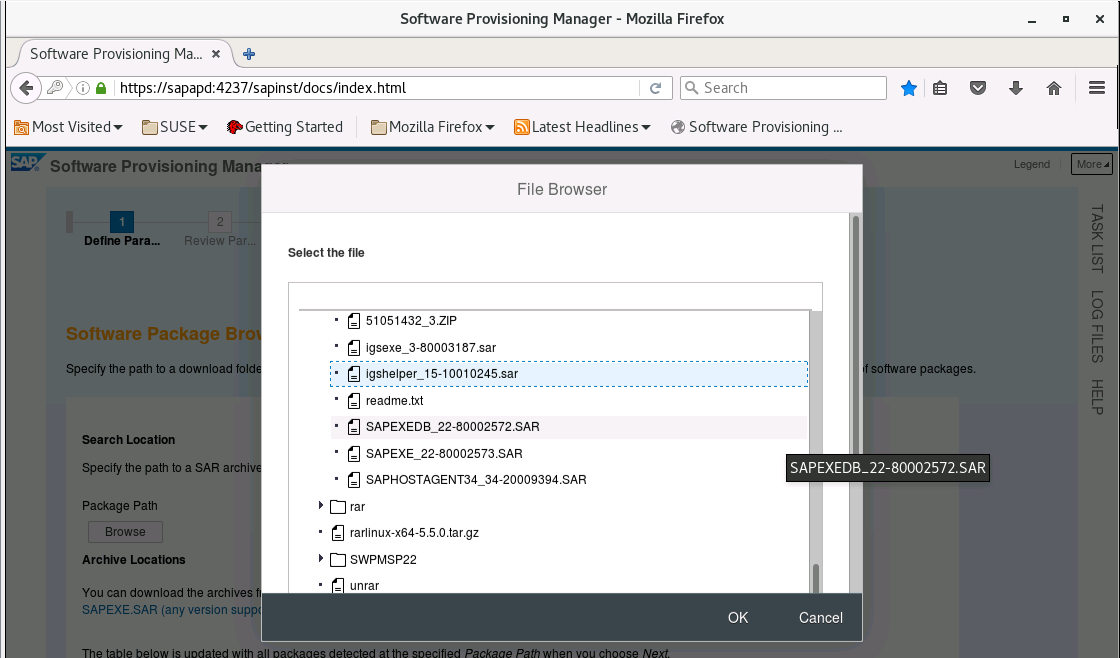 Software Provisioning Manager - Mozilla Firefox
Software Provisioning Ma...
https://sapapd:4237/sapinst/docs/index.html
Search
Most Visited
SUSE
Getting Started
Mozilla Firefox
Latest Headlines
Software Provisioning ...
SAP
Software Provisioning
Legend
More
1
2
Define Para...
Review Par...
TASK LIST
LOG FILES
HELP
File Browser
Select the file
51051432_3.ZIP
igsexe_3-80003187.sar
igshelper_15-10010245.sar
readme.txt
SAPEXEDB_22-80002572.SAR
SAPEXE_22-80002573.SAR
SAPHOSTAGENT34_34-20009394.SAR
rar
rarlinux-x64-5.5.0.tar.gz
SWPMSP22
unrar
OK
Cancel
SAPEXEDB_22-80002572.SAR
Software Package
Specify the path to a download
of software packages.
Search Location
Specify the path to a SAR archive
Package Path
Browse
Archive Locations
You can download the archives
SAPEXE.SAR (any version
The table below is updated with all packages detected at the specified Package Path when you choose Next.